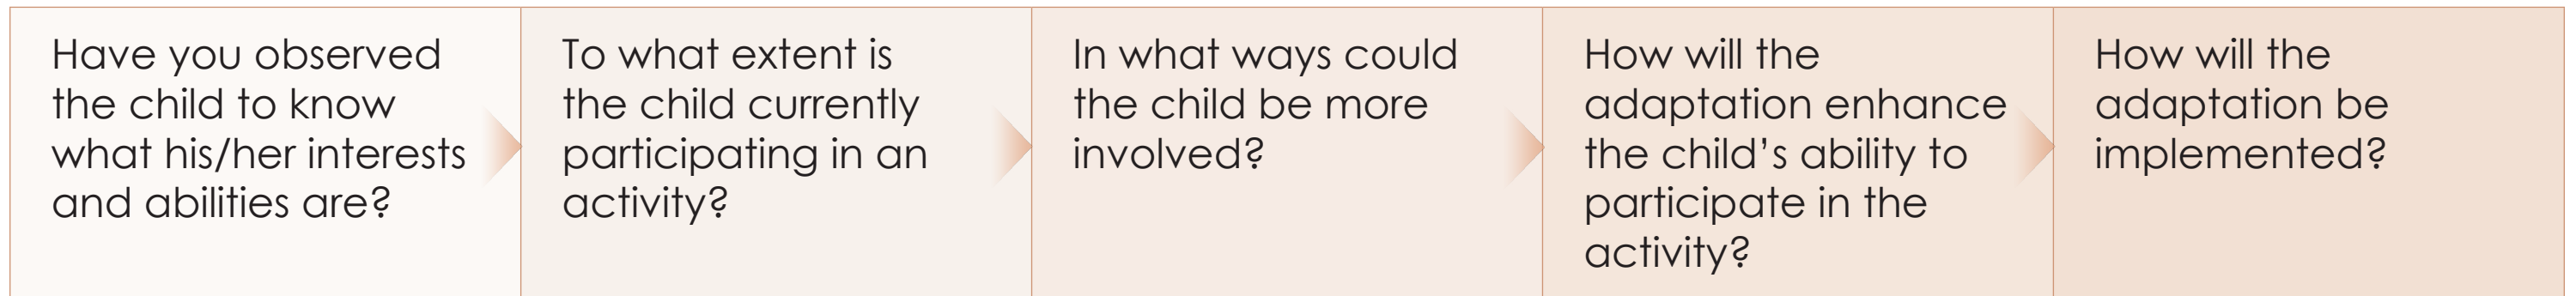 Have you observed
the child to know
what his/her interests
and abilities are?
To what extent is
the child currently
participating in an
activity?
In what ways could
the child be more
involved?
How will the
adaptation enhance
the child’s ability to
participate in the
activity?
How will the
adaptation be
implemented?